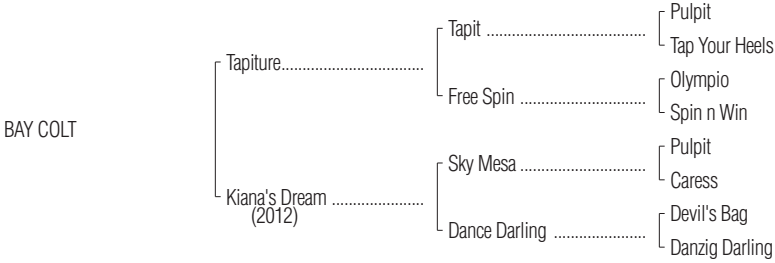 Pulpit
Tapit ....................................
Tap Your Heels
Tapiture.................................
Olympio
Free Spin ............................
Spin n Win
BAY COLT
Pulpit
Sky Mesa ............................
Caress
Kiana's Dream .....................
(2012)
Devil's Bag
Dance Darling .....................
Danzig Darling